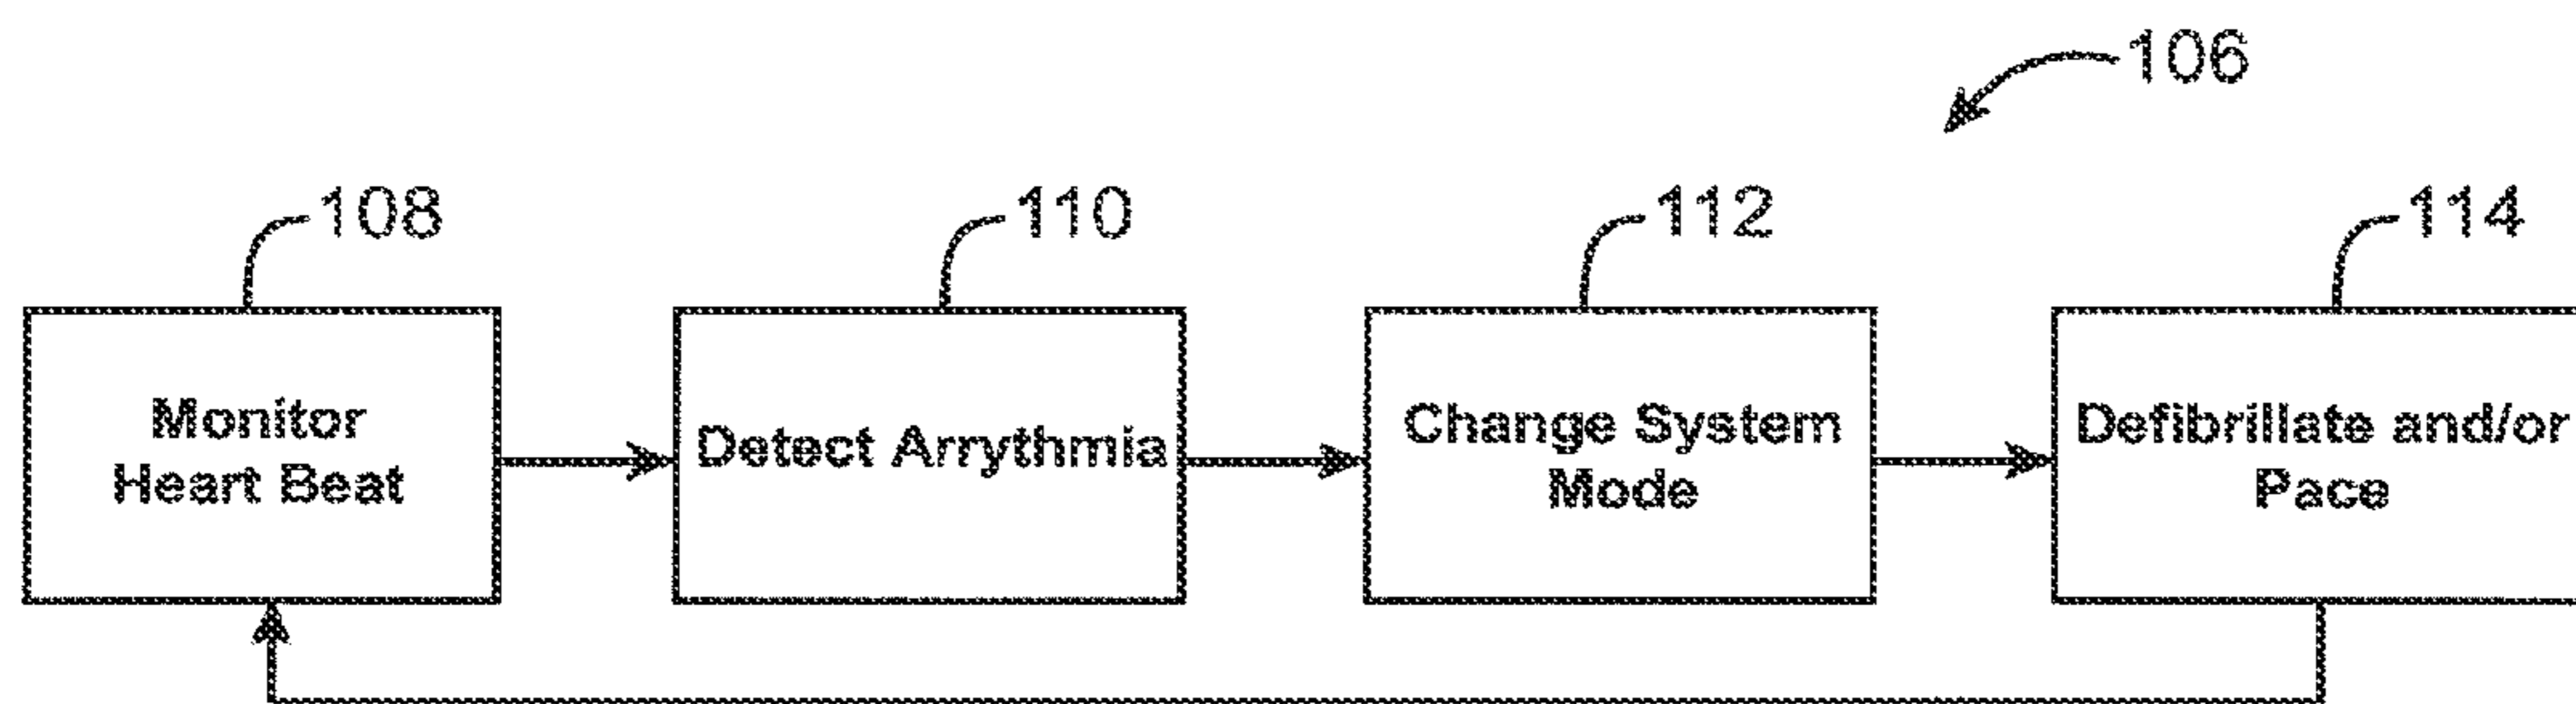 106
108
110
112
114
Monitor
Heart Beat
Detect Arrythmia
Change System
Mode
Defibrillate and/or
Pace